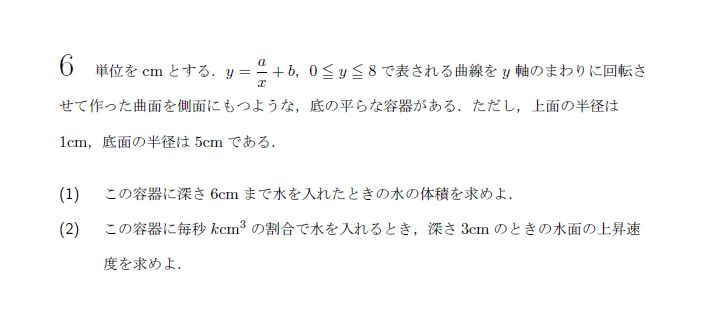 6 単位を cm とする．y = a/x + b，0 ≦ y ≦ 8 で表される曲線を y 軸のまわりに回転さ
せて作った曲面を側面にもつような，底の平らな容器がある．ただし，上面の半径は
1cm，底面の半径は 5cm である．
(1) この容器に深さ 6cm まで水を入れたときの水の体積を求めよ．
(2) この容器に毎秒 kcm³ の割合で水を入れるとき，深さ 3cm のときの水面の上昇速
度を求めよ．